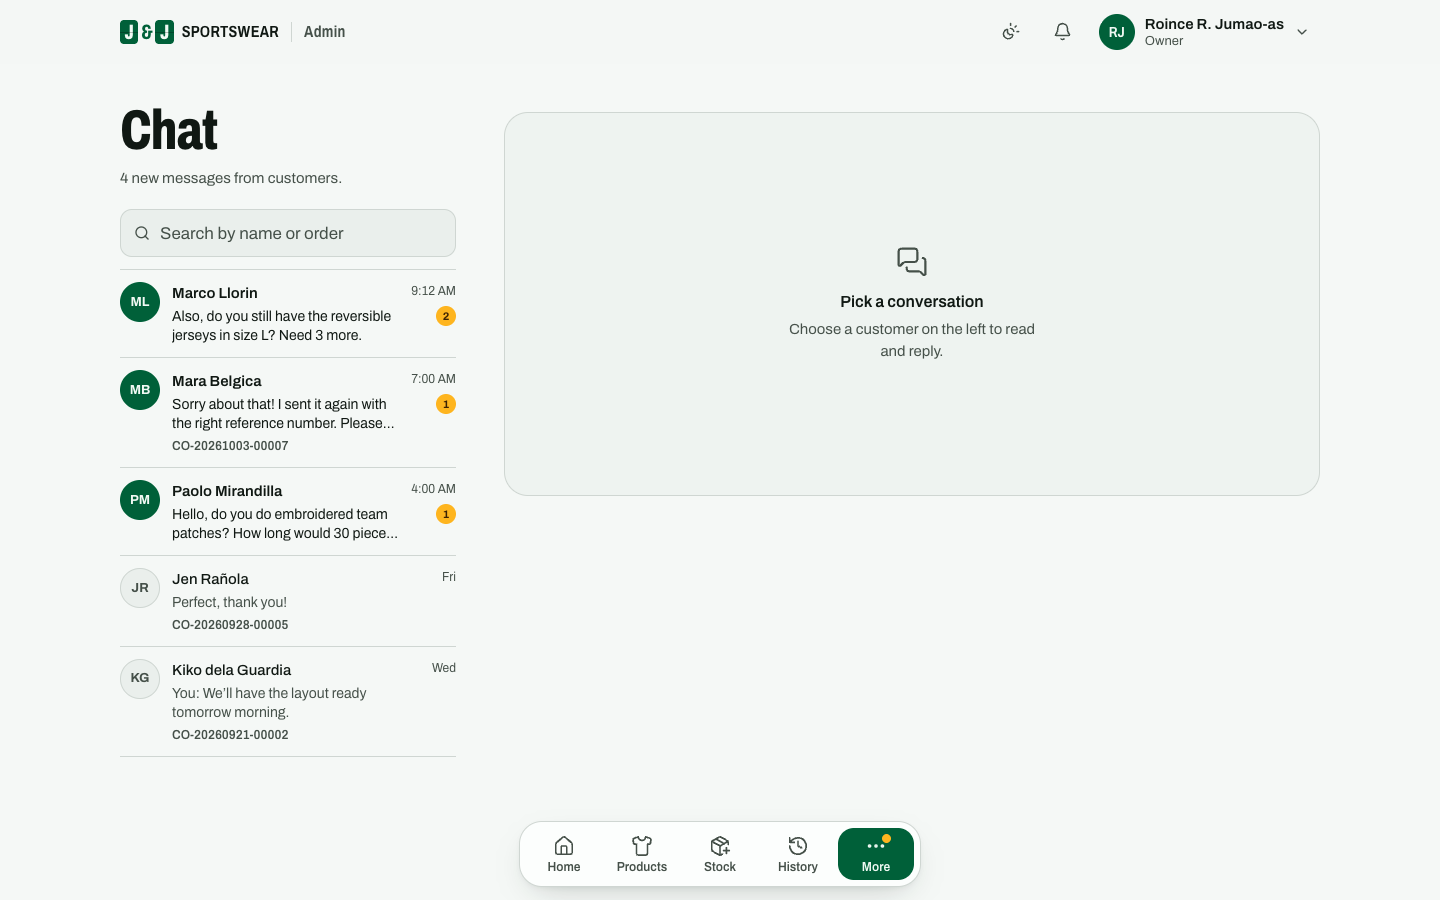 J & J SPORTSWEAR Admin
RJ
Roince R. Jumao-as
Owner
Chat
4 new messages from customers.
Search by name or order
ML
Marco Llorin
9:12 AM
Also, do you still have the reversible
jerseys in size L? Need 3 more.
2
MB
Mara Belgica
7:00 AM
Sorry about that! I sent it again with
the right reference number. Please...
1
CO-20261003-00007
PM
Paolo Mirandilla
4:00 AM
Hello, do you do embroidered team
patches? How long would 30 piece...
1
JR
Jen Rañola
Fri
Perfect, thank you!
CO-20260928-00005
KG
Kiko dela Guardia
Wed
You: We'll have the layout ready
tomorrow morning.
CO-20260921-00002
Pick a conversation
Choose a customer on the left to read
and reply.
Home
Products
Stock
History
More